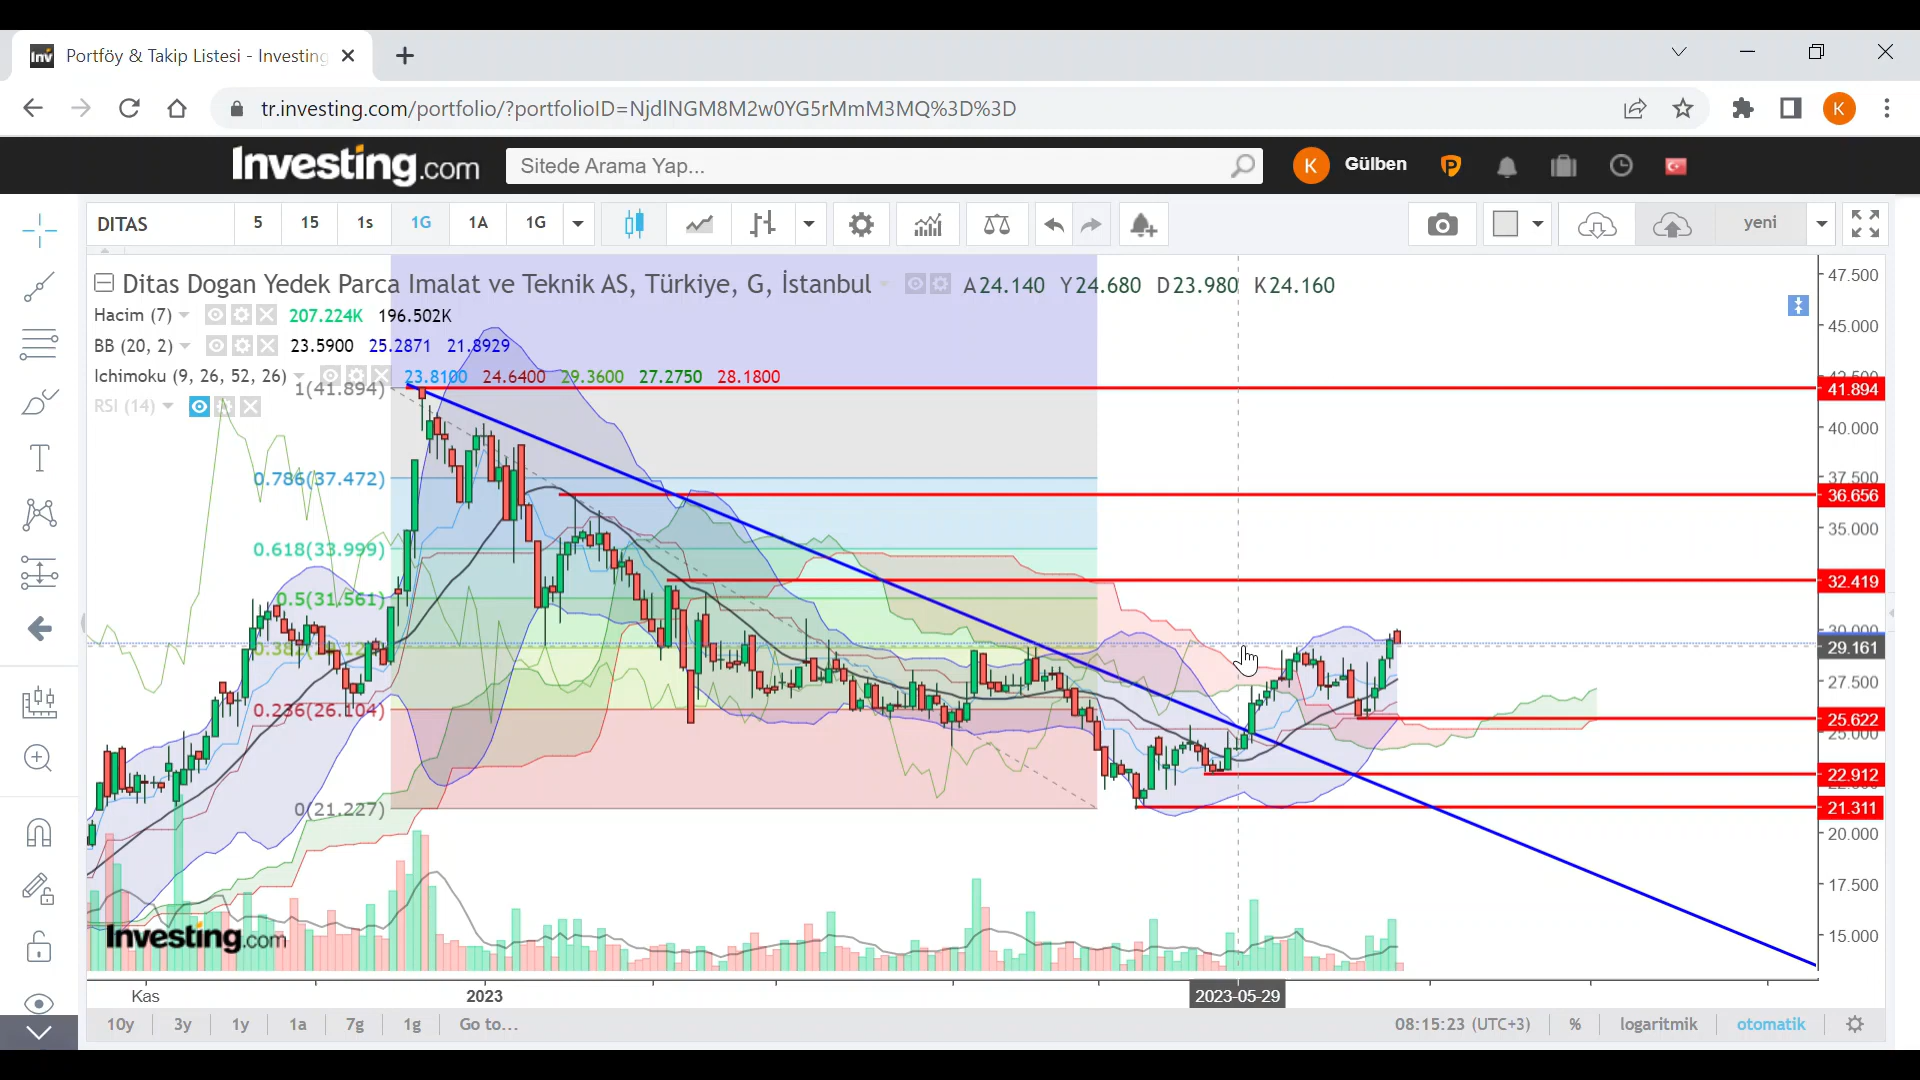 inv Portföy & Takip Listesi - Investing
tr.investing.com/portfolio/?portfolioID=NjdlNGM8M2w0YG5rMmM3MQ%3D%3D
K
Investing.com
Sitede Arama Yap...
K Gülben P
DITAS 5 15 1s 1G 1A 1G yeni
Ditas Dogan Yedek Parca Imalat ve Teknik AS, Türkiye, G, İstanbul A24.140 Y24.680 D23.980 K24.160
Hacim (7) 207.224K 196.502K
BB (20, 2) 23.5900 25.2871 21.8929
Ichimoku (9, 26, 52, 26) 23.8100 24.6400 29.3600 27.2750 28.1800
RSI (14)
1(41.894)
0.786(37.472)
0.618(33.999)
0.5(31.561)
0.236(26.104)
0(21.227)
47.500
45.000
41.894
40.000
37.500
36.656
35.000
32.419
30.000
29.161
27.500
25.622
25.000
22.912
21.311
20.000
17.500
15.000
Investing.com
Kas 2023 2023-05-29
10y 3y 1y 1a 7g 1g Go to... 08:15:23 (UTC+3) % logaritmik otomatik